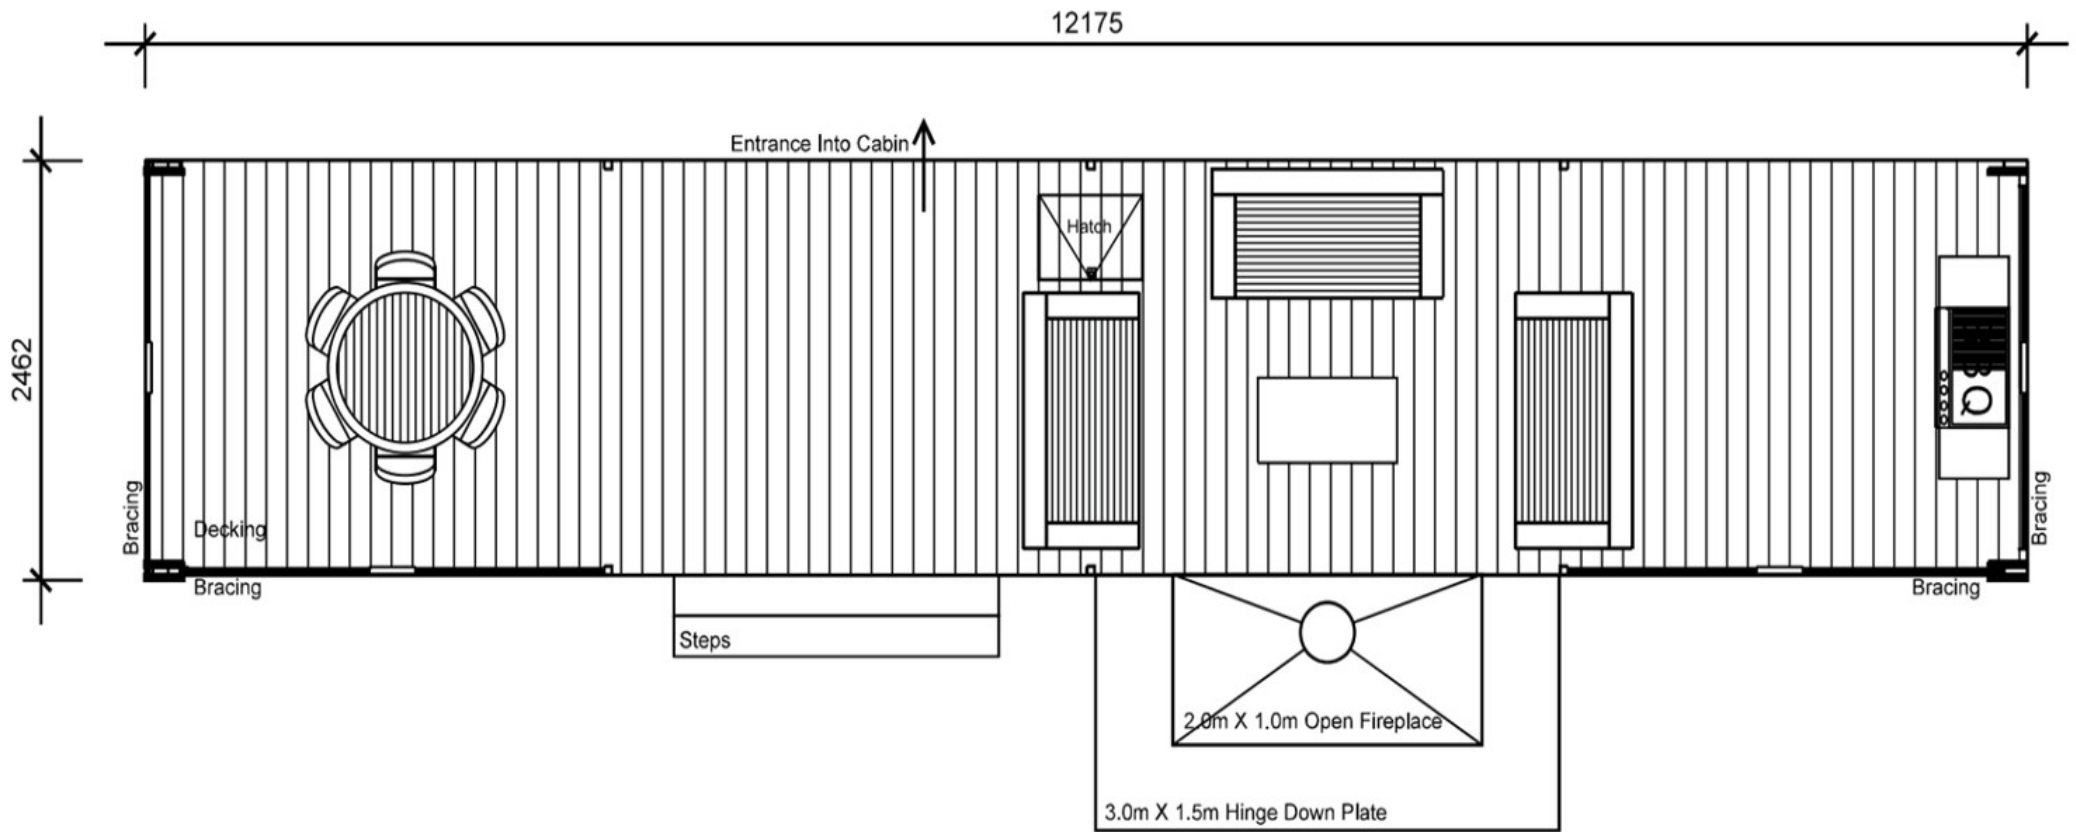 12175
Entrance Into Cabin
Hatch
2462
BBQ
Bracing
Bracing
Decking
Bracing
Bracing
Steps
2.0m X 1.0m Open Fireplace
3.0m X 1.5m Hinge Down Plate